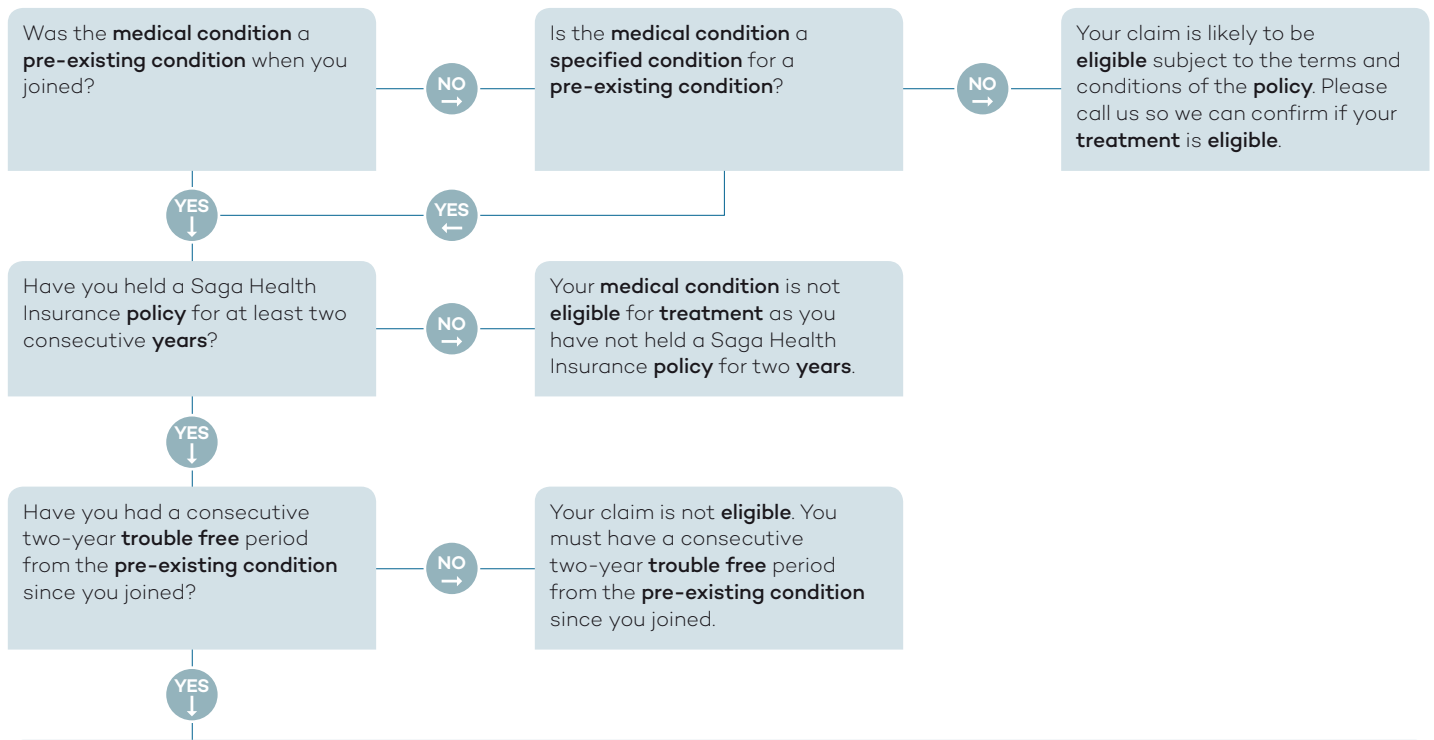 Was the medical condition a
pre-existing condition when you
joined?
NO
→
Is the medical condition a
specified condition for a
pre-existing condition?
NO
→
Your claim is likely to be
eligible subject to the terms and
conditions of the policy. Please
call us so we can confirm if your
treatment is eligible.
YES
↓
YES
←
Have you held a Saga Health
Insurance policy for at least two
consecutive years?
NO
→
Your medical condition is not
eligible for treatment as you
have not held a Saga Health
Insurance policy for two years.
YES
↓
Have you had a consecutive
two-year trouble free period
from the pre-existing condition
since you joined?
NO
→
Your claim is not eligible. You
must have a consecutive
two-year trouble free period
from the pre-existing condition
since you joined.
YES
↓